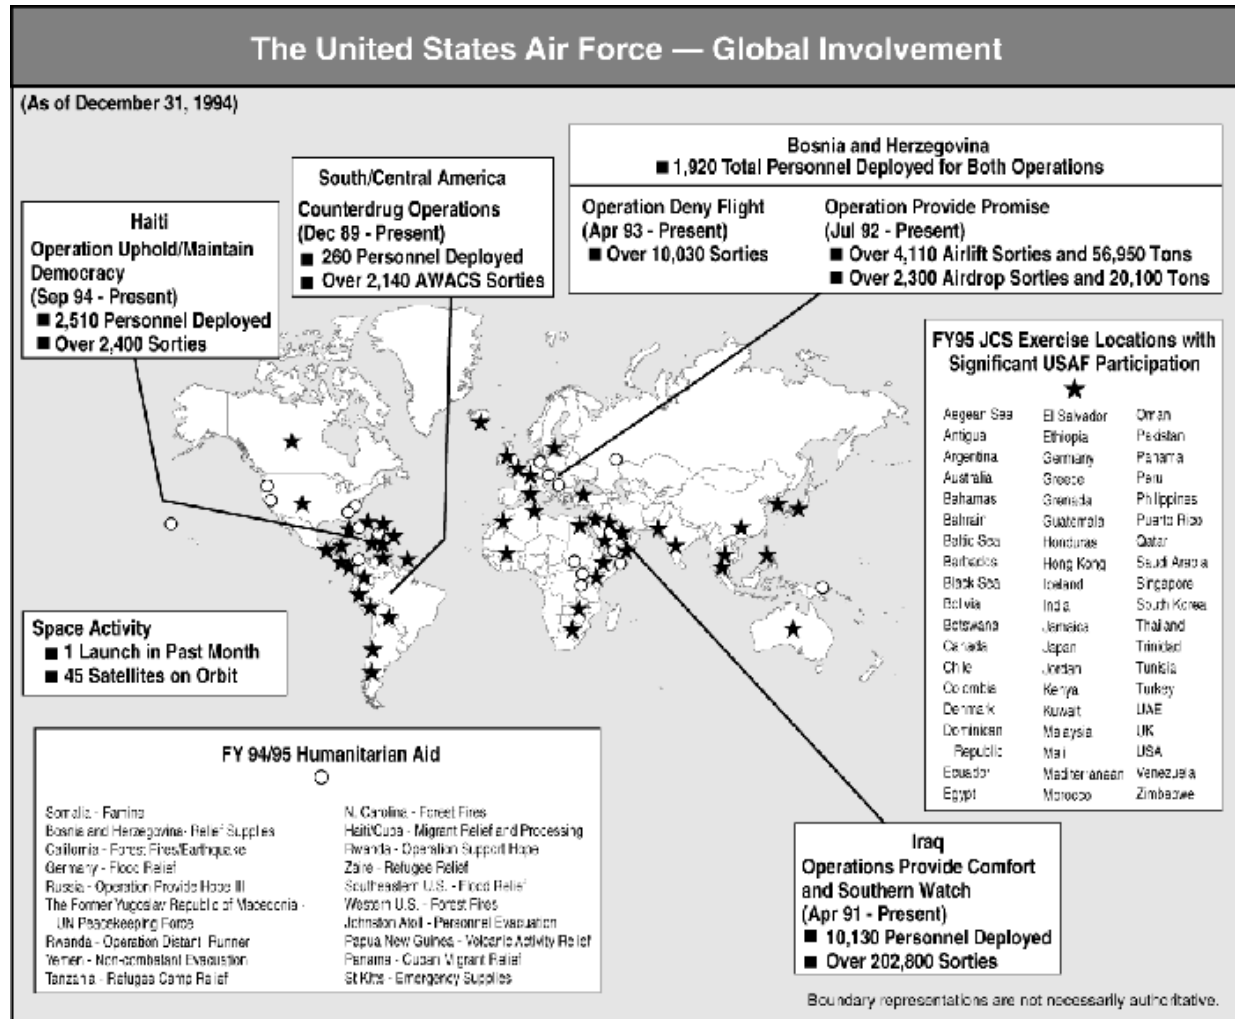 The United States Air Force — Global Involvement
(As of December 31, 1994)
Haiti
Operation Uphold/Maintain
Democracy
(Sep 94 - Present)
■ 2,510 Personnel Deployed
■ Over 2,400 Sorties
South/Central America
Counterdrug Operations
(Dec 89 - Present)
■ 260 Personnel Deployed
■ Over 2,140 AWACS Sorties
Bosnia and Herzegovina
■ 1,920 Total Personnel Deployed for Both Operations
Operation Deny Flight
(Apr 93 - Present)
■ Over 10,030 Sorties
Operation Provide Promise
(Jul 92 - Present)
■ Over 4,110 Airlift Sorties and 56,950 Tons
■ Over 2,300 Airdrop Sorties and 20,100 Tons
FY95 JCS Exercise Locations with
Significant USAF Participation
Aegean Sea
Antigua
Argentina
Australia
Bahamas
Bahrain
Baltic Sea
Barbados
Black Sea
Bolivia
Botswana
Canada
Chile
Colombia
Denmark
Dominican
Republic
Ecuador
Egypt
El Salvador
Ethiopia
Germany
Greece
Grenada
Guatemala
Honduras
Hong Kong
Iceland
India
Jamaica
Japan
Jordan
Kenya
Kuwait
Malaysia
Mali
Mediterranean
Morocco
Oman
Pakistan
Panama
Peru
Philippines
Puerto Rico
Qatar
Saudi Arabia
Singapore
South Korea
Thailand
Trinidad
Tunisia
Turkey
UAE
UK
USA
Venezuela
Zimbabwe
Space Activity
■ 1 Launch in Past Month
■ 45 Satellites on Orbit
FY 94/95 Humanitarian Aid
Somalia - Famine
Bosnia and Herzegovina- Relief Supplies
California - Forest Fires/Earthquake
Germany - Flood Relief
Russia - Operation Provide Hope III
The Former Yugoslav Republic of Macedonia -
UN Peacekeeping Force
Rwanda - Operation Distant Runner
Yemen - Non-combatant Evacuation
Tanzania - Refugee Camp Relief
N. Carolina - Forest Fires
Haiti/Cuba - Migrant Relief and Processing
Rwanda - Operation Support Hope
Zaire - Refugee Relief
Southeastern U.S. - Flood Relief
Western U.S. - Forest Fires
Johnston Atoll - Personnel Evacuation
Papua New Guinea - Volcanic Activity Relief
Panama - Cuban Migrant Relief
St Kitts - Emergency Supplies
Iraq
Operations Provide Comfort
and Southern Watch
(Apr 91 - Present)
■ 10,130 Personnel Deployed
■ Over 202,800 Sorties
Boundary representations are not necessarily authoritative.